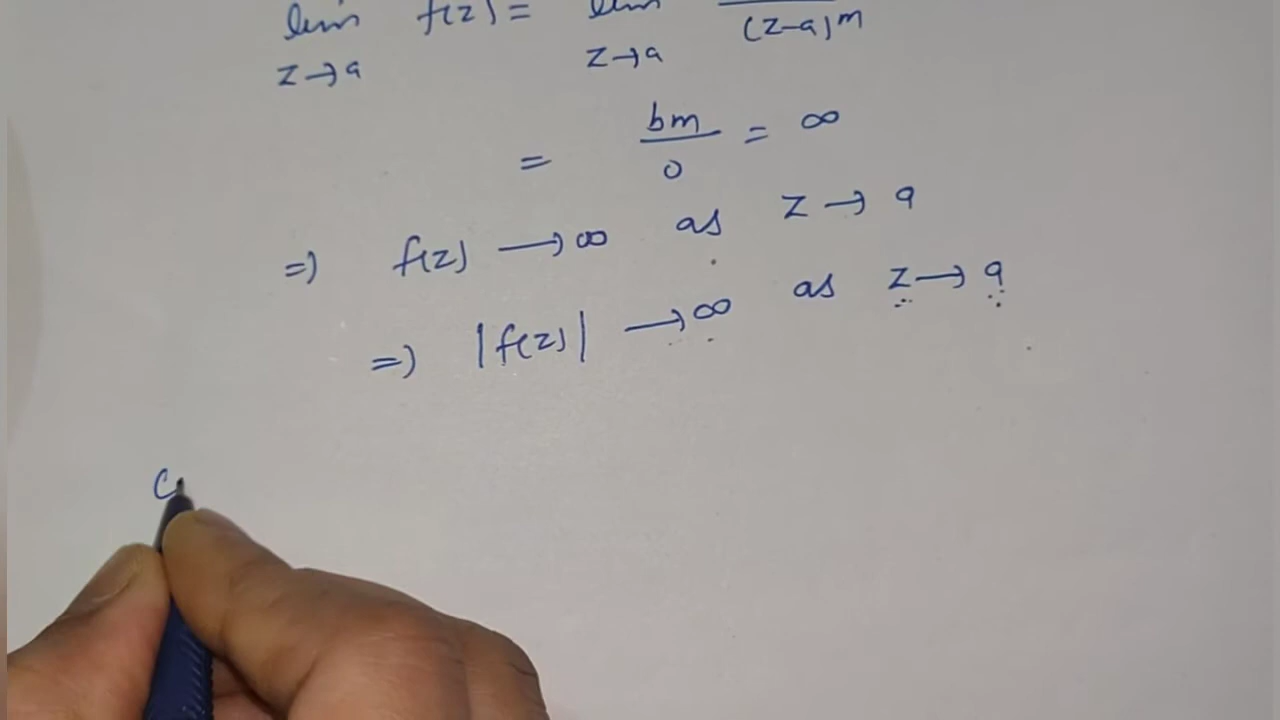 lim f(z) = lim
z→a z→a (z-a)^m
= bm/0 = ∞
=) f(z) → ∞ as z → a
=) |f(z)| → ∞ as z → a
C